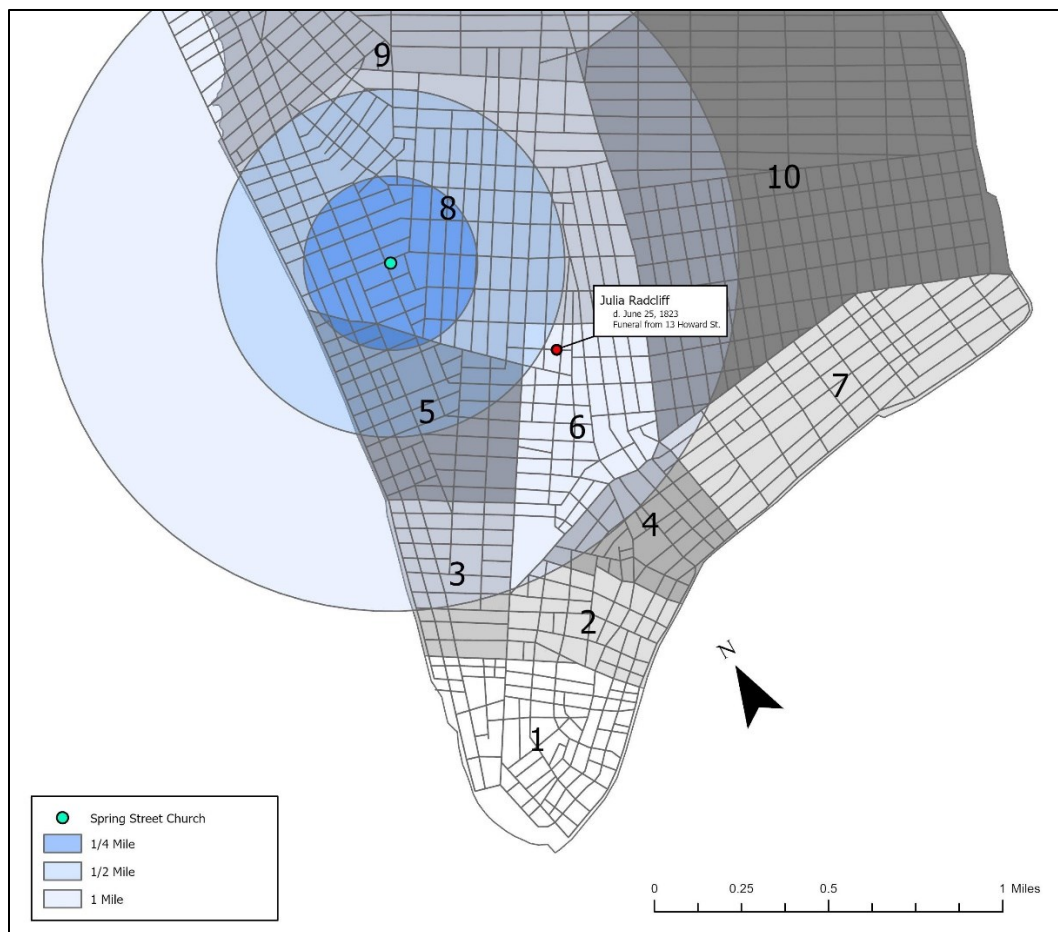 9
10
8
Julia Radcliff
d. June 25, 1823
Funeral from 13 Howard St.
7
5
6
4
3
2
N
1
Spring Street Church
1/4 Mile
1/2 Mile
1 Mile
0 0.25 0.5 1 Miles